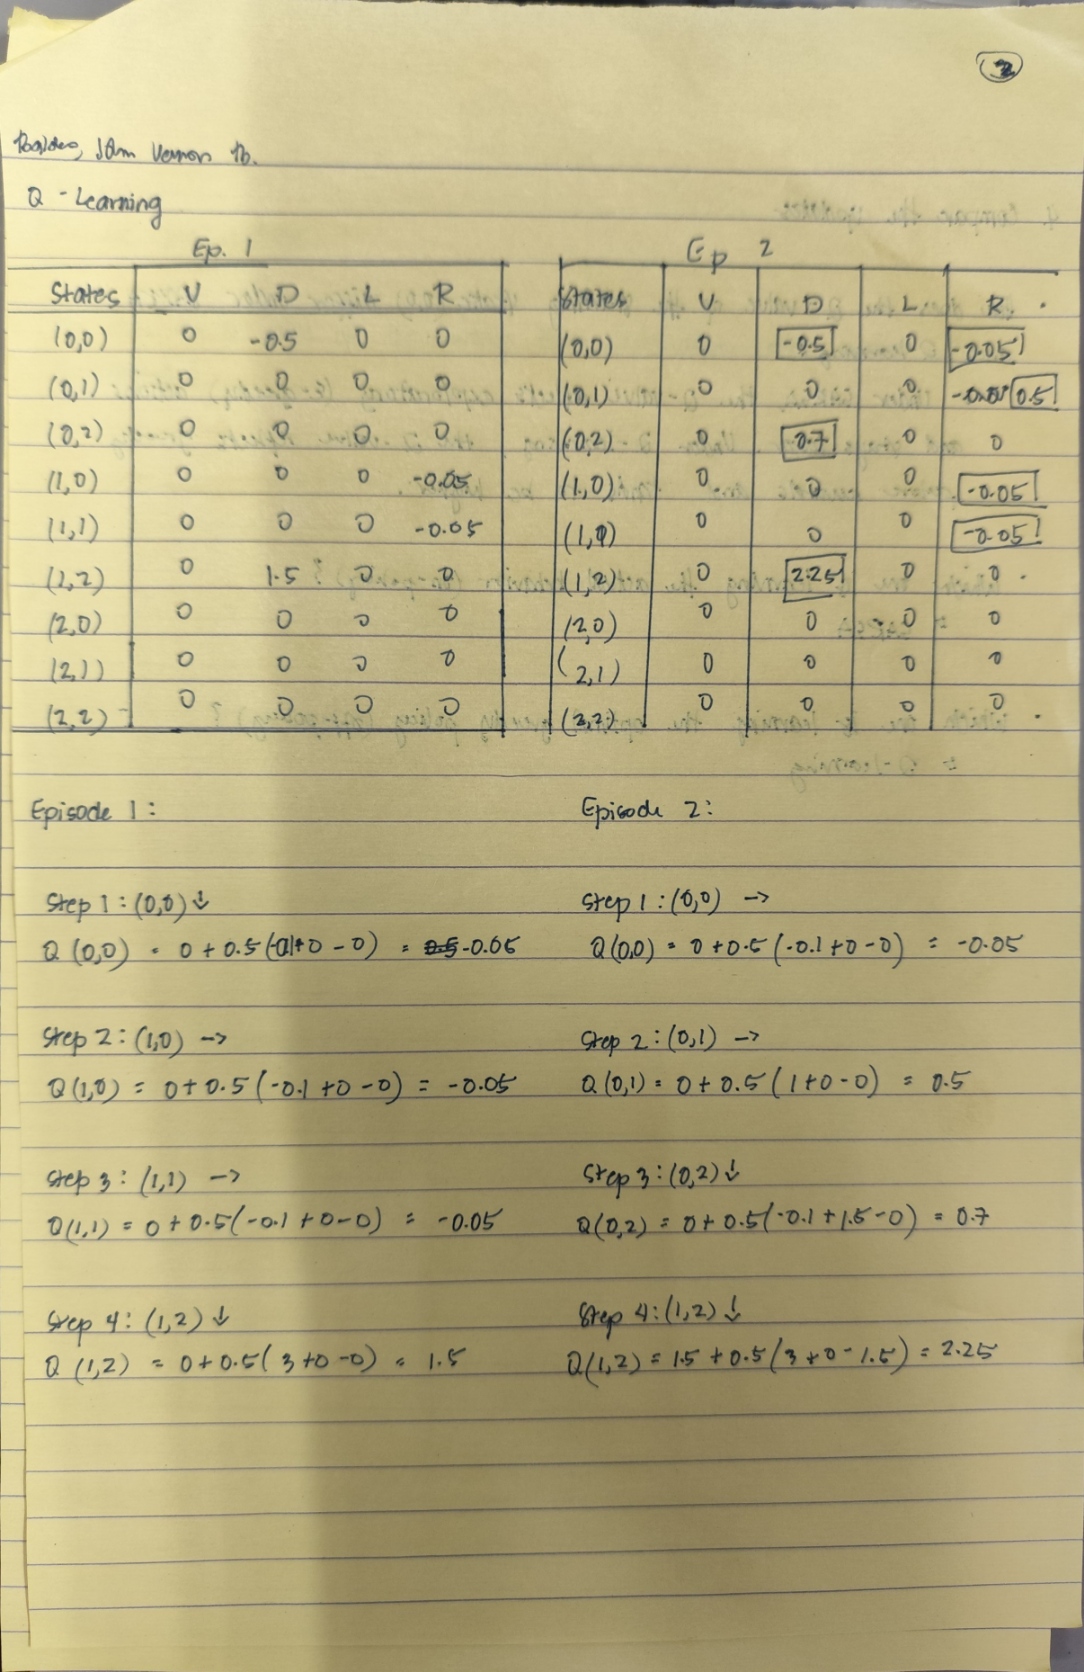 2
John Vernon B.
Q - Learning
Ep. 1 Ep 2
States U D L R States U D L R
(0,0) 0 -0.5 0 0 (0,0) 0 -0.5 0 -0.05
(0,1) 0 0 0 0 (0,1) 0 0 0 0.5
(0,2) 0 0 0 0 (0,2) 0 0.7 0 0
(1,0) 0 0 0 -0.05 (1,0) 0 0 0 -0.05
(1,1) 0 0 0 -0.05 (1,1) 0 0 0 -0.05
(1,2) 0 1.5 0 0 (1,2) 0 2.25 0 0
(2,0) 0 0 0 0 (2,0) 0 0 0 0
(2,1) 0 0 0 0 (2,1) 0 0 0 0
(2,2) 0 0 0 0 (2,2) 0 0 0 0
Episode 1: Episode 2:
Step 1: (0,0) ↓ Step 1: (0,0) ->
Q (0,0) = 0 + 0.5 (-0.1+0-0) = -0.05 Q (0,0) = 0 + 0.5 (-0.1 + 0 - 0) = -0.05
Step 2: (1,0) -> Step 2: (0,1) ->
Q (1,0) = 0 + 0.5 (-0.1 + 0 - 0) = -0.05 Q (0,1) = 0 + 0.5 (1 + 0 - 0) = 0.5
Step 3: (1,1) -> Step 3: (0,2) ↓
Q (1,1) = 0 + 0.5 (-0.1 + 0 - 0) = -0.05 Q (0,2) = 0 + 0.5 (-0.1 + 1.5 - 0) = 0.7
Step 4: (1,2) ↓ Step 4: (1,2) ↓
Q (1,2) = 0 + 0.5 (3 + 0 - 0) = 1.5 Q (1,2) = 1.5 + 0.5 (3 + 0 - 1.5) = 2.25